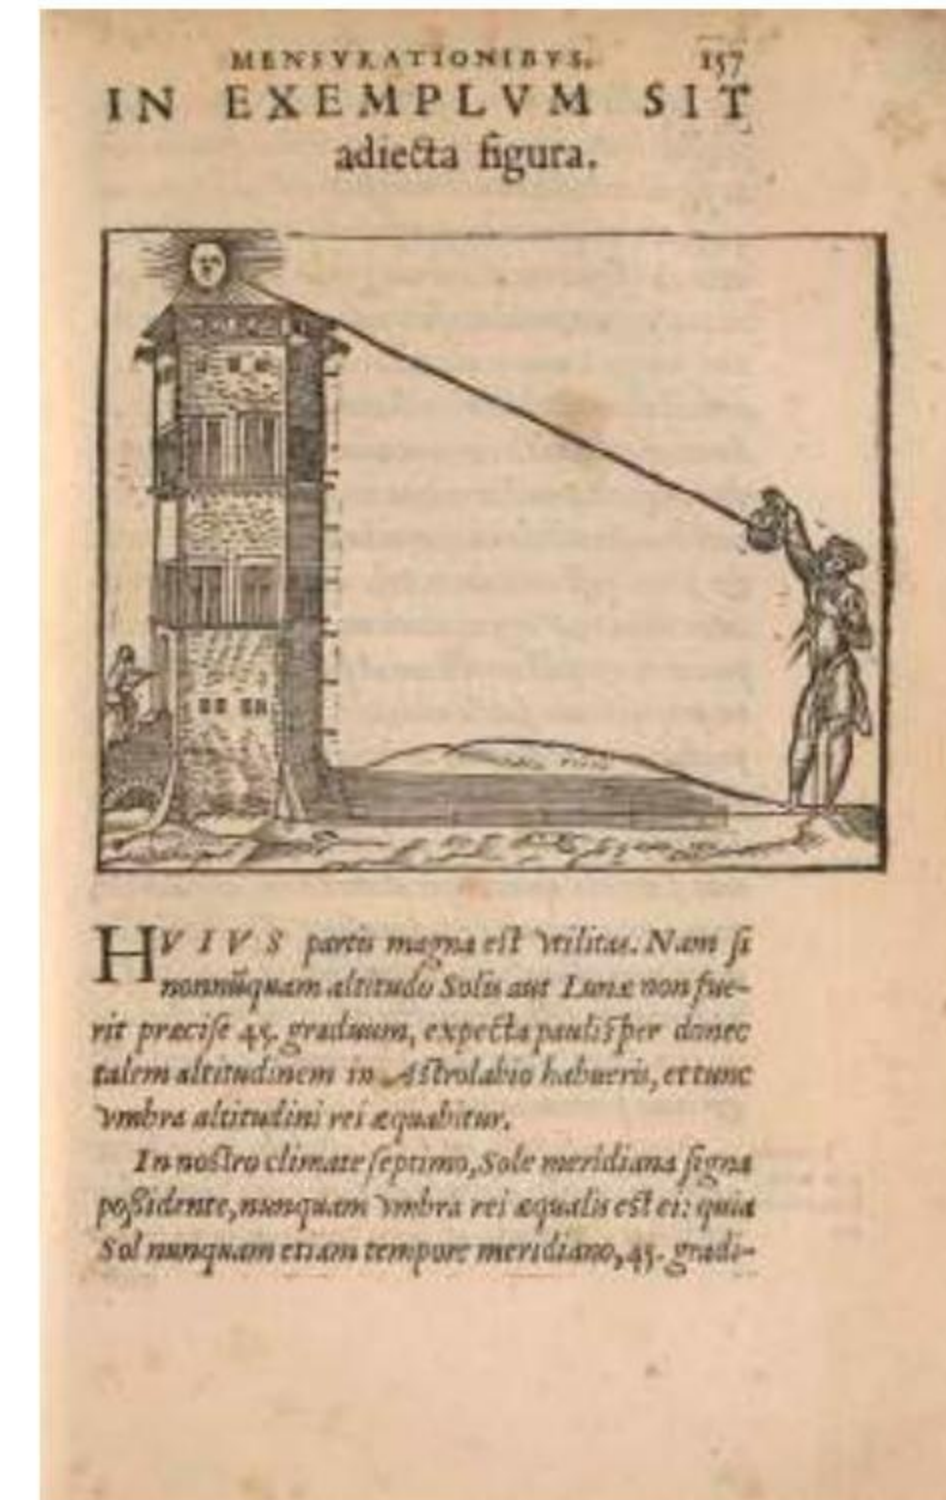 MENSVRATIONIBVS. 157
IN EXEMPLVM SIT
adiecta figura.
HVIVS partis magna est vtilitas. Nam si
nonnūquam altitudo Solis aut Lunæ non fue-
rit præcise 45. graduum, expecta paulisper donec
talem altitudinem in Astrolabio habueris, et tunc
vmbra altitudini rei æquabitur.
In nostro climate septimo, Sole meridiana signa
possidente, nunquam vmbra rei æqualis est ei: quia
Sol nunquam etiam tempore meridiano, 45. gradi-